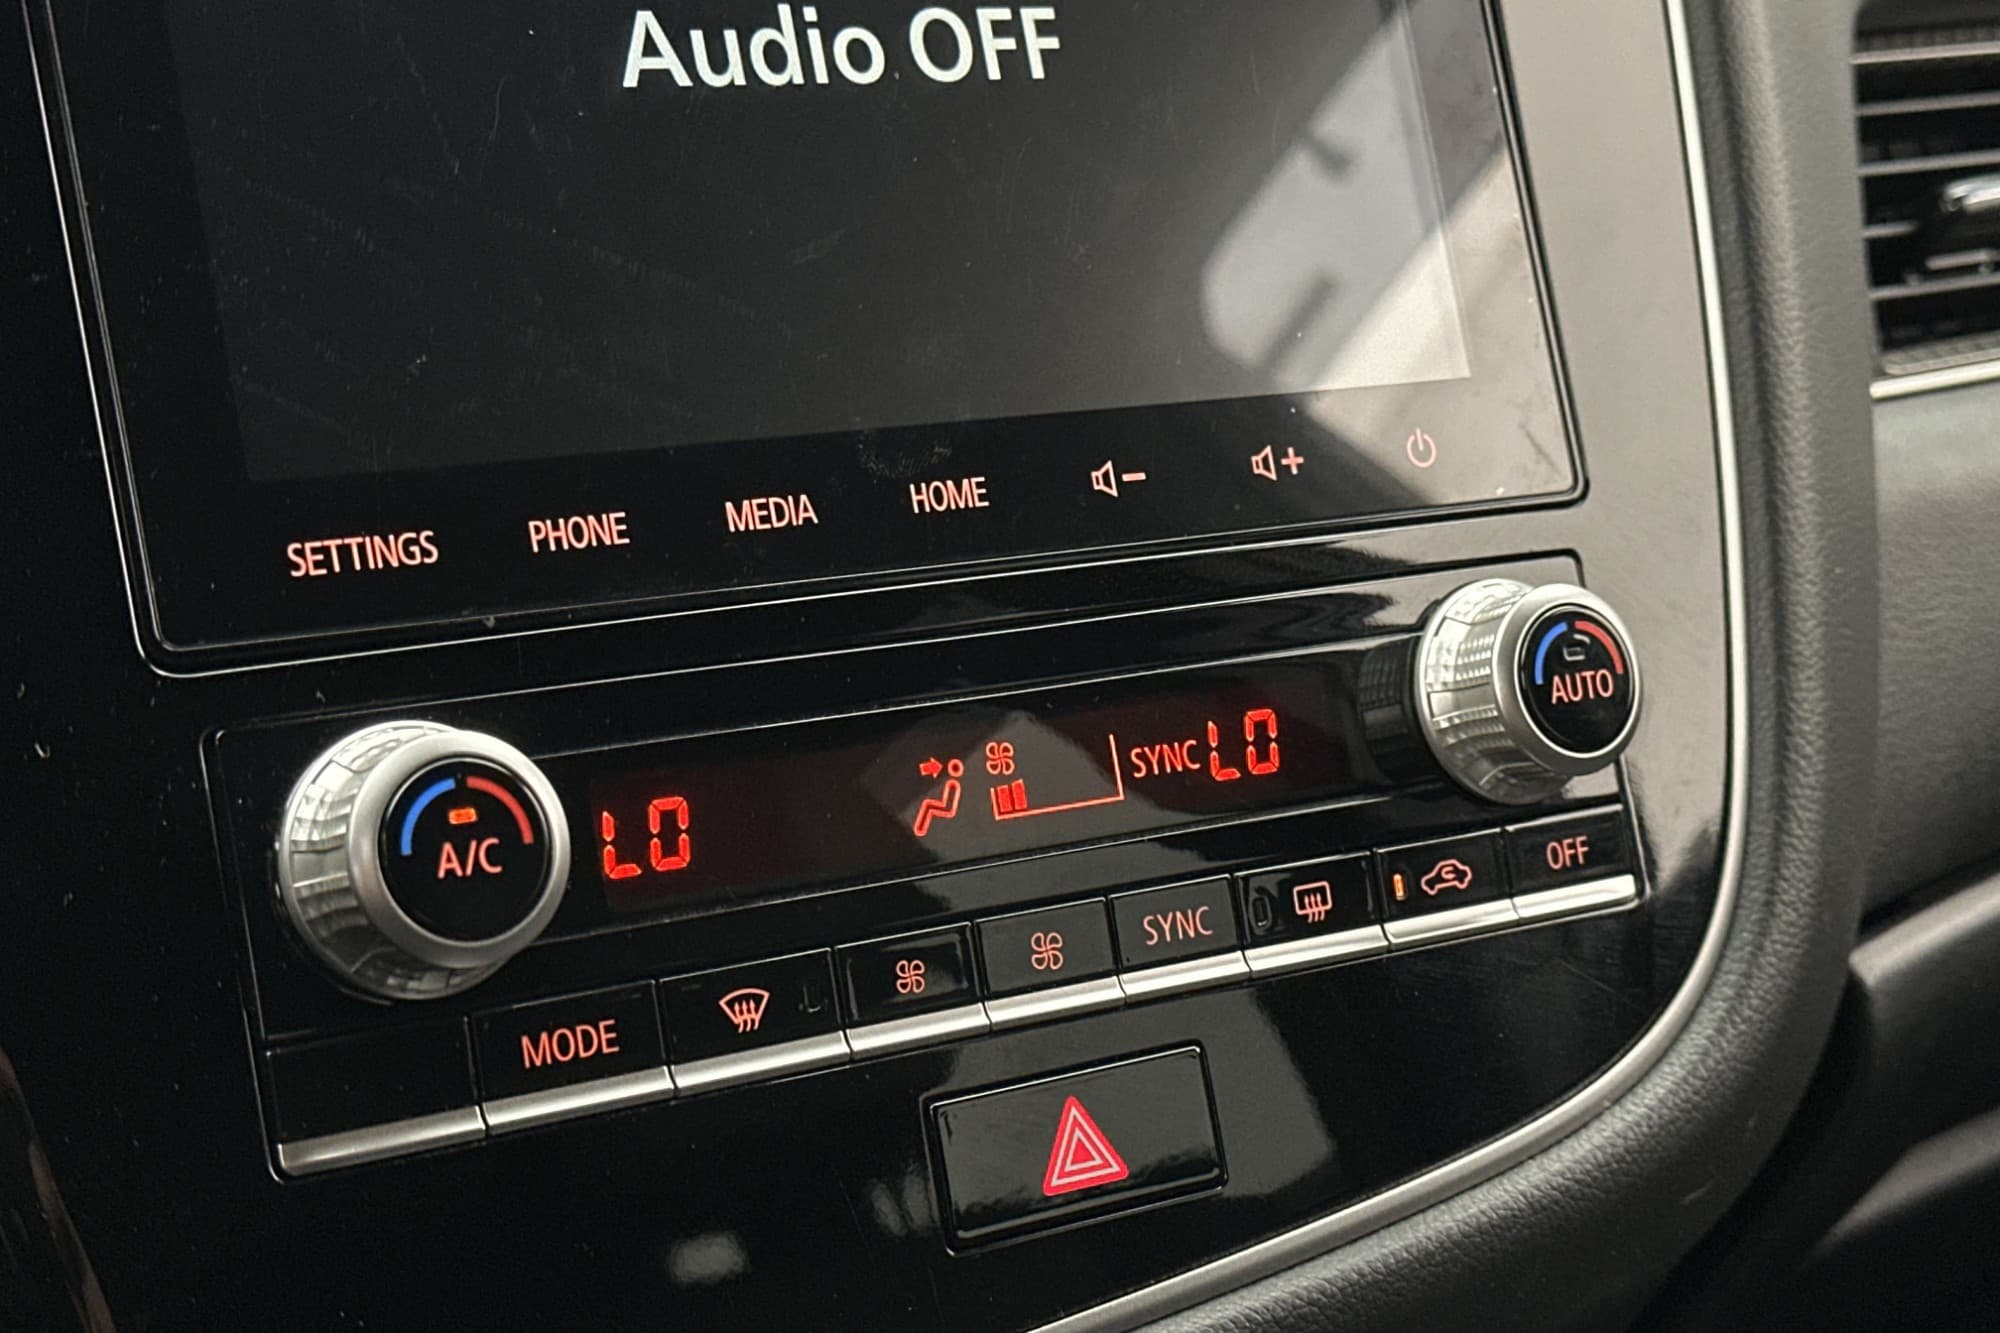 Audio OFF
SETTINGS PHONE MEDIA HOME
AUTO
A/C
LO SYNC LO
MODE SYNC OFF